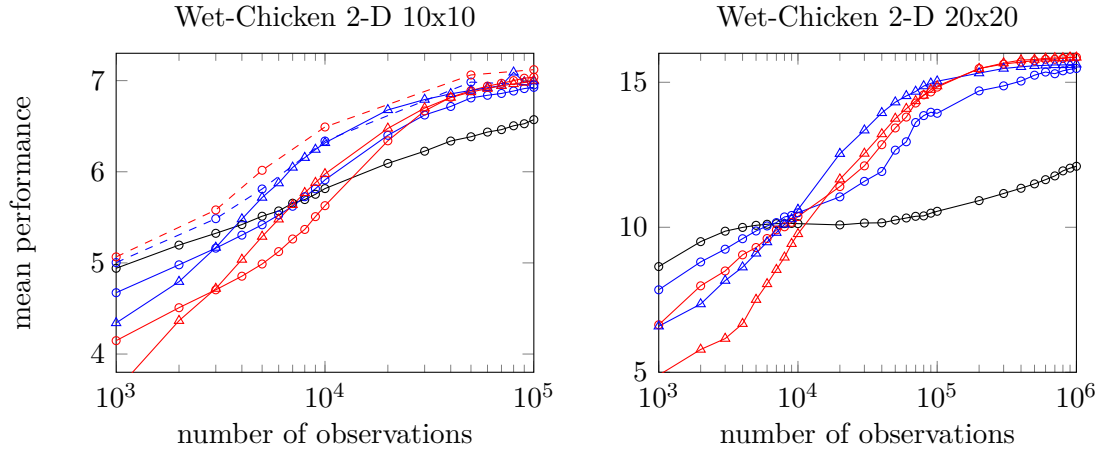 Wet-Chicken 2-D 10x10
Wet-Chicken 2-D 20x20
mean performance
7
6
5
4
10^3
10^4
10^5
number of observations
15
10
5
10^3
10^4
10^5
10^6
number of observations